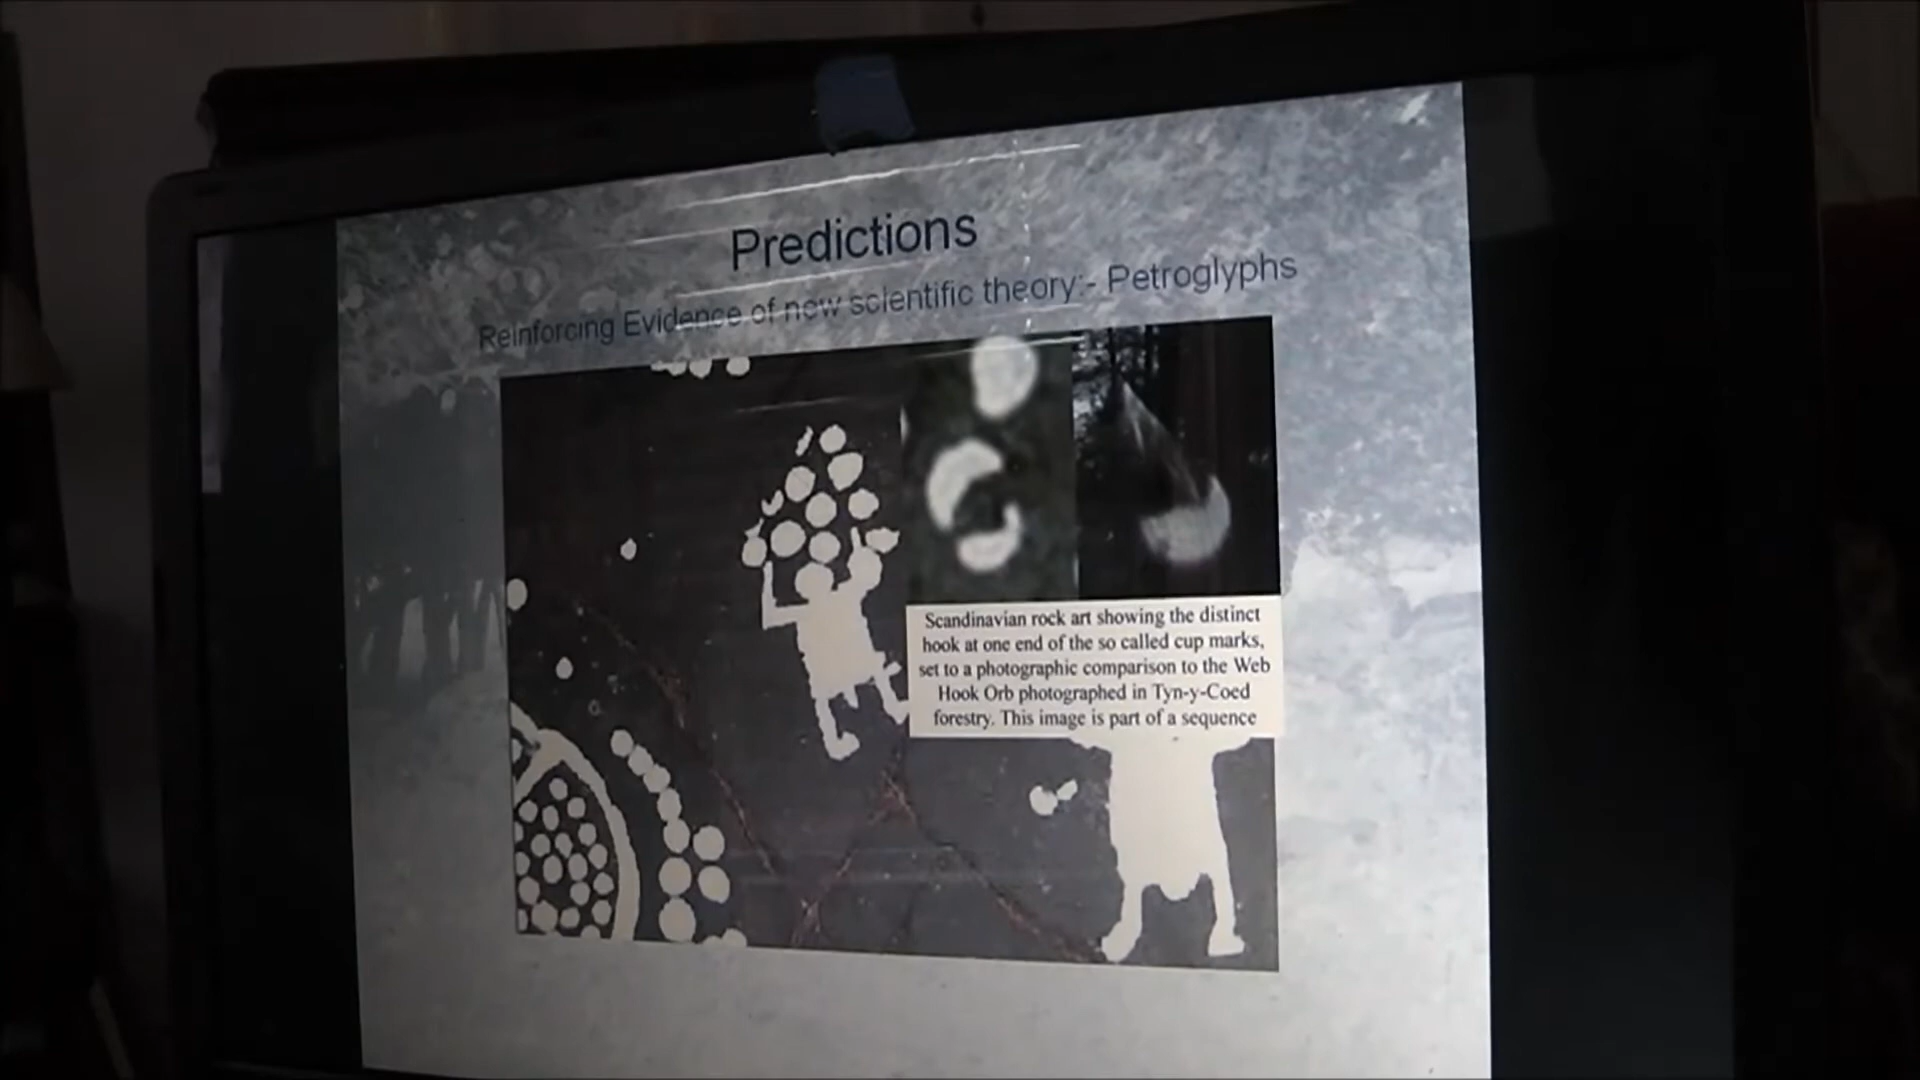 Predictions
Reinforcing Evidence of new scientific theory:- Petroglyphs
Scandinavian rock art showing the distinct
hook at one end of the so called cup marks,
set to a photographic comparison to the Web
Hook Orb photographed in Tyn-y-Coed
forestry. This image is part of a sequence